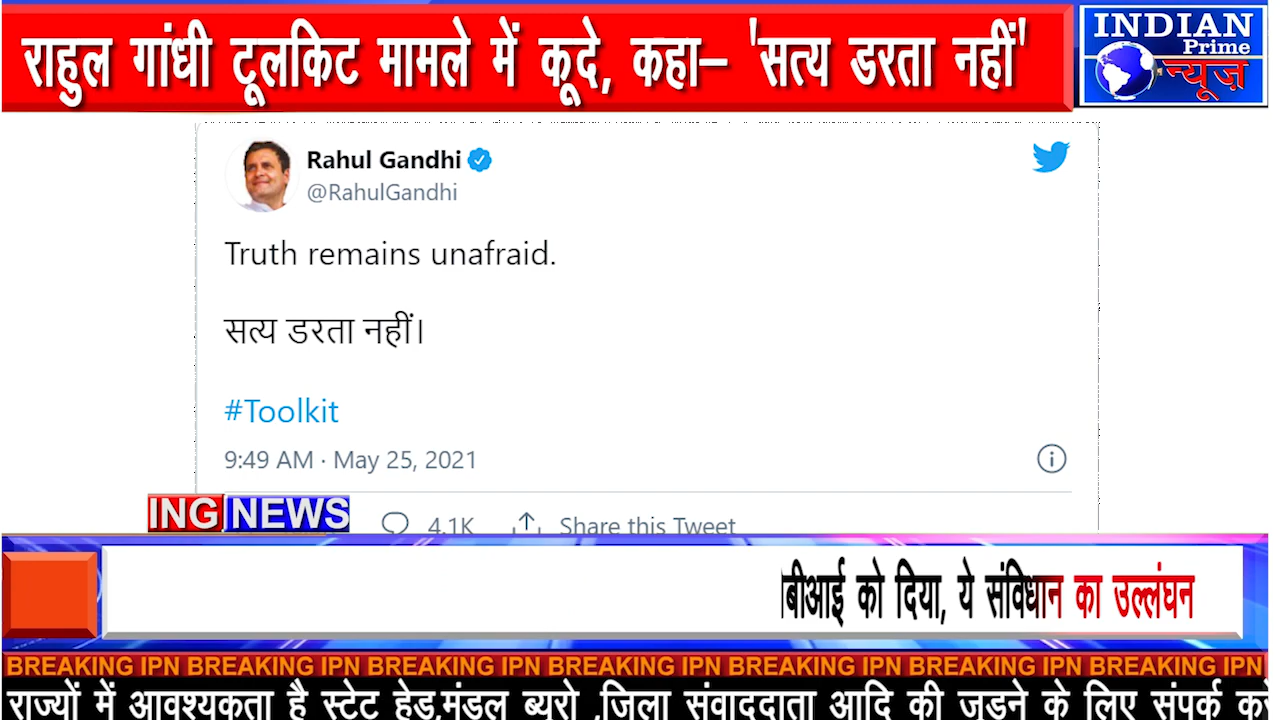 राहुल गांधी टूलकिट मामले में कूदे, कहा– 'सत्य डरता नहीं'
INDIAN
Prime
न्यूज़
Rahul Gandhi
@RahulGandhi
Truth remains unafraid.
सत्य डरता नहीं।
#Toolkit
9:49 AM · May 25, 2021
ING NEWS
4.1K Share this Tweet
बीआई को दिया, ये संविधान का उल्लंघन
BREAKING IPN BREAKING IPN BREAKING IPN BREAKING IPN BREAKING IPN BREAKING IPN BREAKING IPN
राज्यों में आवश्यकता है स्टेट हेड,मंडल ब्यूरो ,जिला संवाददाता आदि की जुड़ने के लिए संपर्क